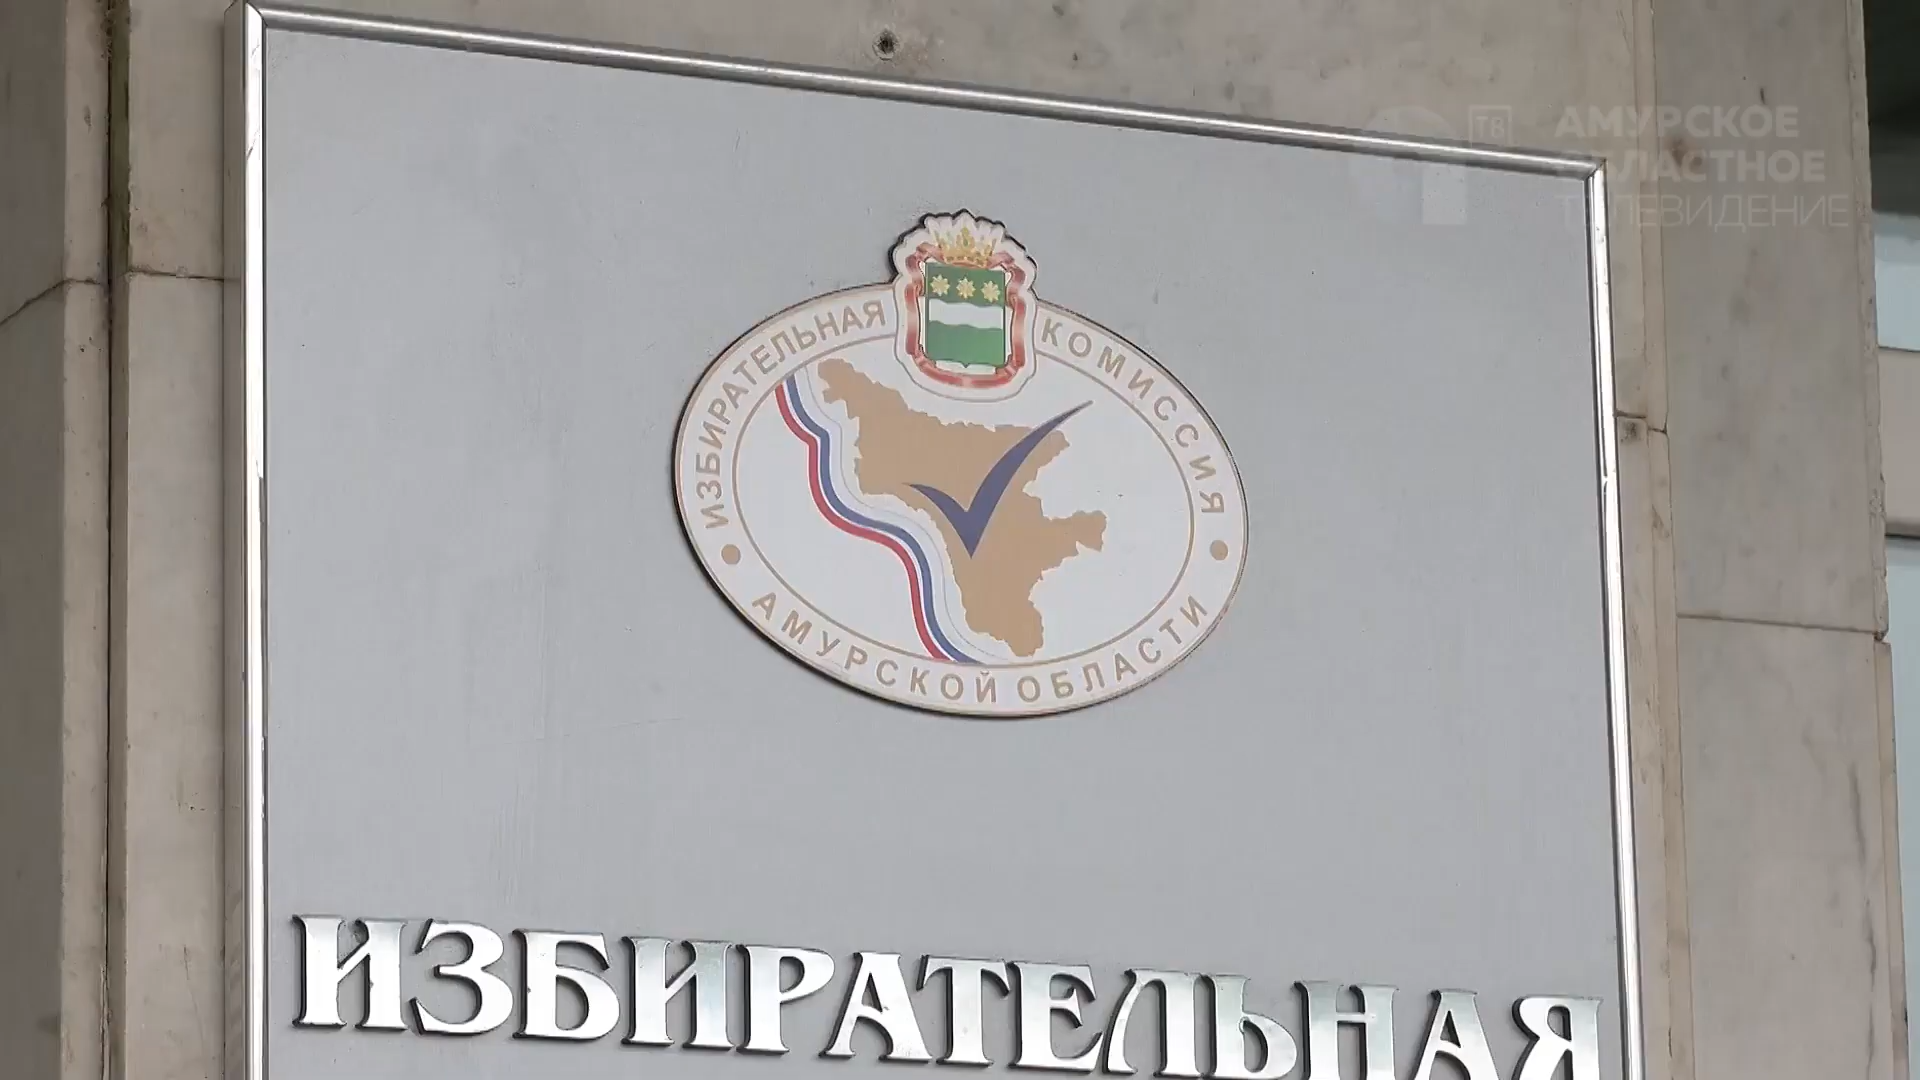 ТВ АМУРСКОЕ
ОБЛАСТНОЕ
ТЕЛЕВИДЕНИЕ
ИЗБИРАТЕЛЬНАЯ КОМИССИЯ
АМУРСКОЙ ОБЛАСТИ
ИЗБИРАТЕЛЬНАЯ